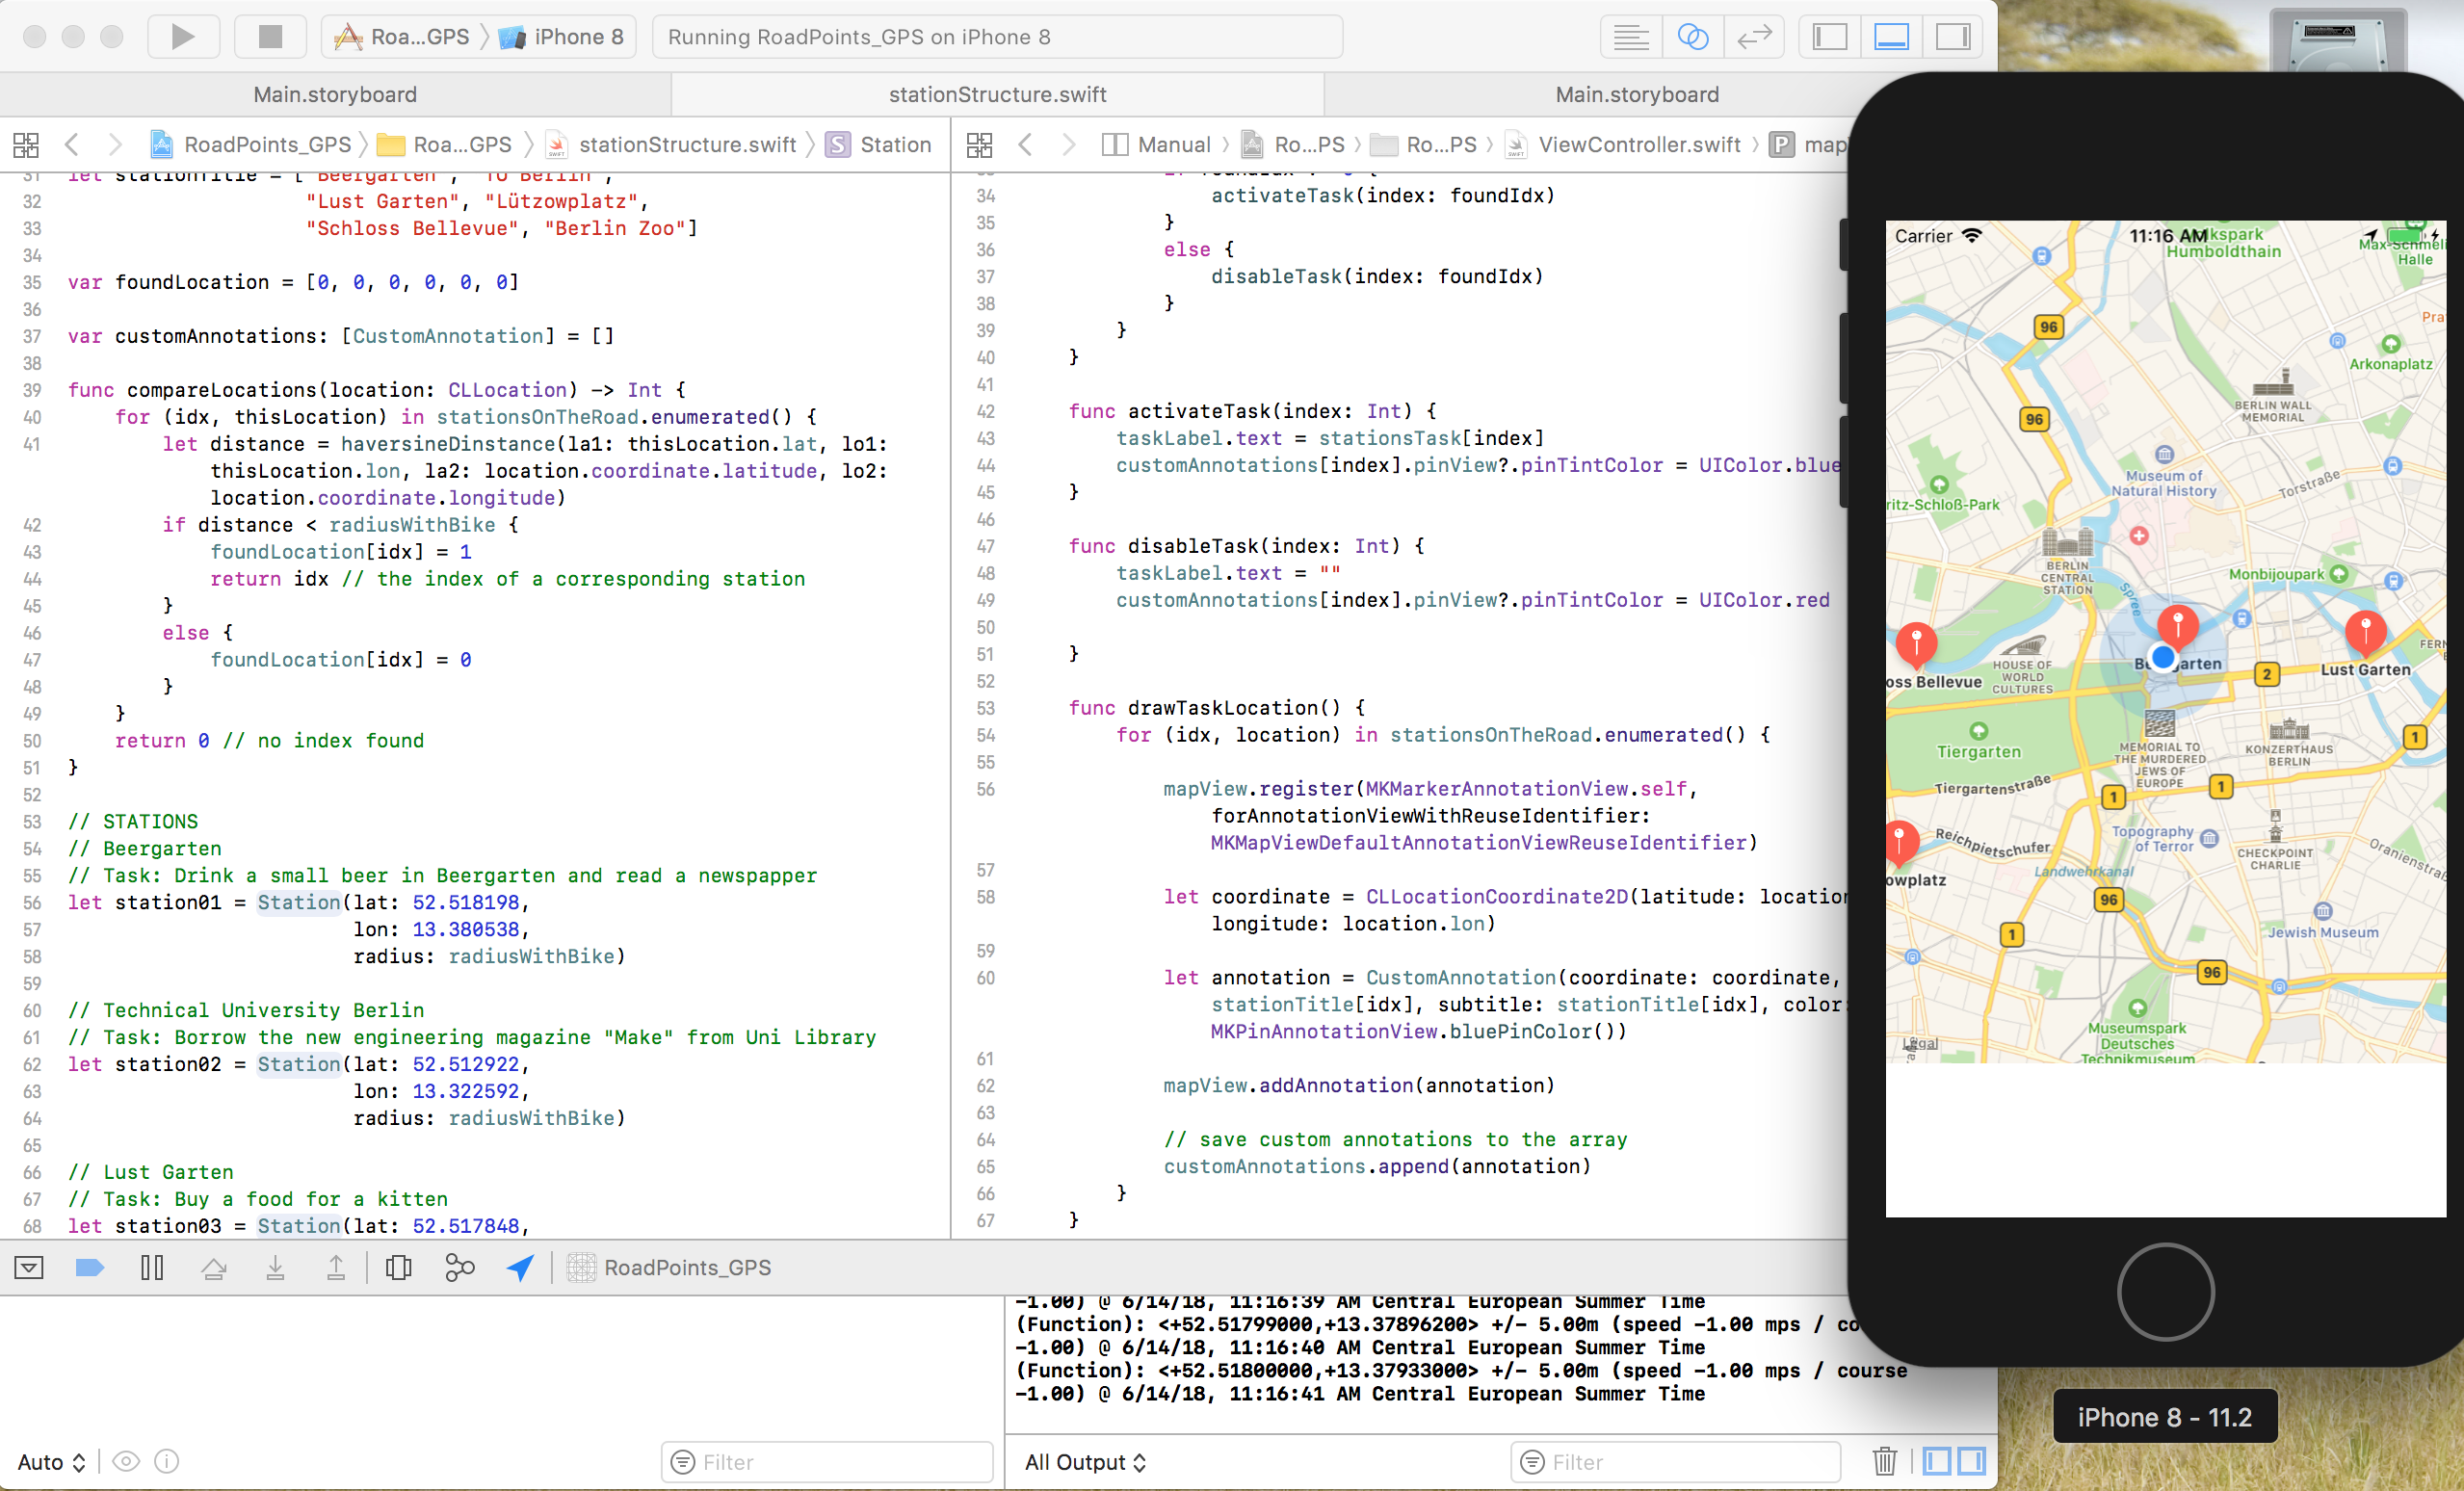 Roa...GPS
iPhone 8
Running RoadPoints_GPS on iPhone 8
Main.storyboard
stationStructure.swift
Main.storyboard
RoadPoints_GPS
Roa...GPS
stationStructure.swift
S Station
31 let stationTitle = ["Beergarten", "TU Berlin",
32 "Lust Garten", "Lützowplatz",
33 "Schloss Bellevue", "Berlin Zoo"]
34
35 var foundLocation = [0, 0, 0, 0, 0, 0]
36
37 var customAnnotations: [CustomAnnotation] = []
38
39 func compareLocations(location: CLLocation) -> Int {
40 for (idx, thisLocation) in stationsOnTheRoad.enumerated() {
41 let distance = haversineDinstance(la1: thisLocation.lat, lo1:
thisLocation.lon, la2: location.coordinate.latitude, lo2:
location.coordinate.longitude)
42 if distance < radiusWithBike {
43 foundLocation[idx] = 1
44 return idx // the index of a corresponding station
45 }
46 else {
47 foundLocation[idx] = 0
48 }
49 }
50 return 0 // no index found
51 }
52
53 // STATIONS
54 // Beergarten
55 // Task: Drink a small beer in Beergarten and read a newspapper
56 let station01 = Station(lat: 52.518198,
57 lon: 13.380538,
58 radius: radiusWithBike)
59
60 // Technical University Berlin
61 // Task: Borrow the new engineering magazine "Make" from Uni Library
62 let station02 = Station(lat: 52.512922,
63 lon: 13.322592,
64 radius: radiusWithBike)
65
66 // Lust Garten
67 // Task: Buy a food for a kitten
68 let station03 = Station(lat: 52.517848,
Manual
Ro...PS
Ro...PS
ViewController.swift
P map
34 activateTask(index: foundIdx)
35 }
36 else {
37 disableTask(index: foundIdx)
38 }
39 }
40 }
41
42 func activateTask(index: Int) {
43 taskLabel.text = stationsTask[index]
44 customAnnotations[index].pinView?.pinTintColor = UIColor.blue
45 }
46
47 func disableTask(index: Int) {
48 taskLabel.text = ""
49 customAnnotations[index].pinView?.pinTintColor = UIColor.red
50
51 }
52
53 func drawTaskLocation() {
54 for (idx, location) in stationsOnTheRoad.enumerated() {
55
56 mapView.register(MKMarkerAnnotationView.self,
forAnnotationViewWithReuseIdentifier:
MKMapViewDefaultAnnotationViewReuseIdentifier)
57
58 let coordinate = CLLocationCoordinate2D(latitude: location
longitude: location.lon)
59
60 let annotation = CustomAnnotation(coordinate: coordinate,
stationTitle[idx], subtitle: stationTitle[idx], color:
MKPinAnnotationView.bluePinColor())
61
62 mapView.addAnnotation(annotation)
63
64 // save custom annotations to the array
65 customAnnotations.append(annotation)
66 }
67 }
RoadPoints_GPS
-1.00) @ 6/14/18, 11:16:39 AM Central European Summer Time
(Function): <+52.51799000,+13.37896200> +/- 5.00m (speed -1.00 mps / co
-1.00) @ 6/14/18, 11:16:40 AM Central European Summer Time
(Function): <+52.51800000,+13.37933000> +/- 5.00m (speed -1.00 mps / course
-1.00) @ 6/14/18, 11:16:41 AM Central European Summer Time
Auto
Filter
All Output
Filter
Carrier
11:16 AM
kspark
Humboldthain
Max-Schmeli
Halle
96
Pra
Arkonaplatz
BERLIN WALL
MEMORIAL
96
Museum of
Natural History
Torstraße
ritz-Schloß-Park
BERLIN
CENTRAL
STATION
Monbijoupark
Spree
FERN
HOUSE OF
WORLD
CULTURES
oss Bellevue
Be garten
2
Lust Garten
MEMORIAL TO
THE MURDERED
JEWS OF
EUROPE
KONZERTHAUS
BERLIN
1
Tiergarten
Tiergartenstraße
1
1
Reichpietschufer
Topography
of Terror
CHECKPOINT
CHARLIE
Oranienstraß
owplatz
Landwehrkanal
96
1
Jewish Museum
96
Museumspark
Deutsches
Technikmuseum
Legal
iPhone 8 - 11.2